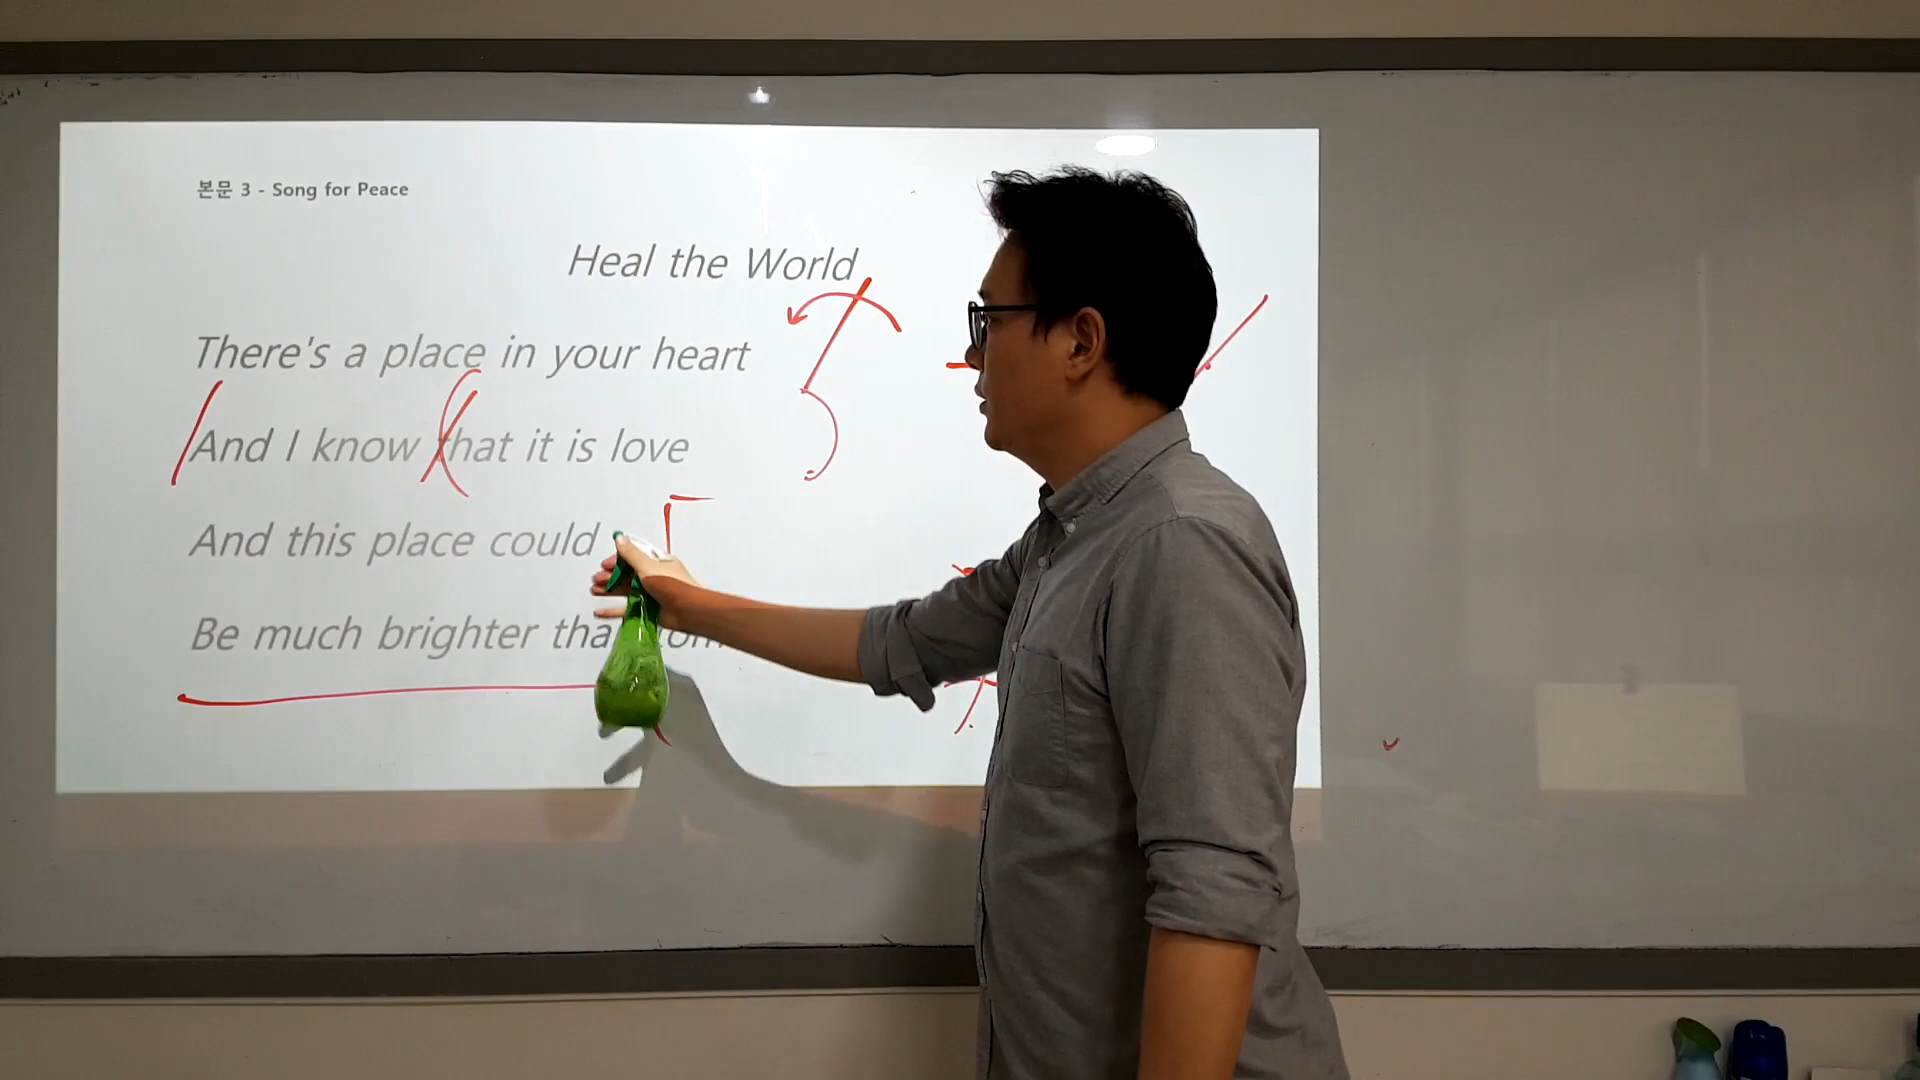 본문 3 - Song for Peace
Heal the World
There's a place in your heart
And I know that it is love
And this place could
Be much brighter